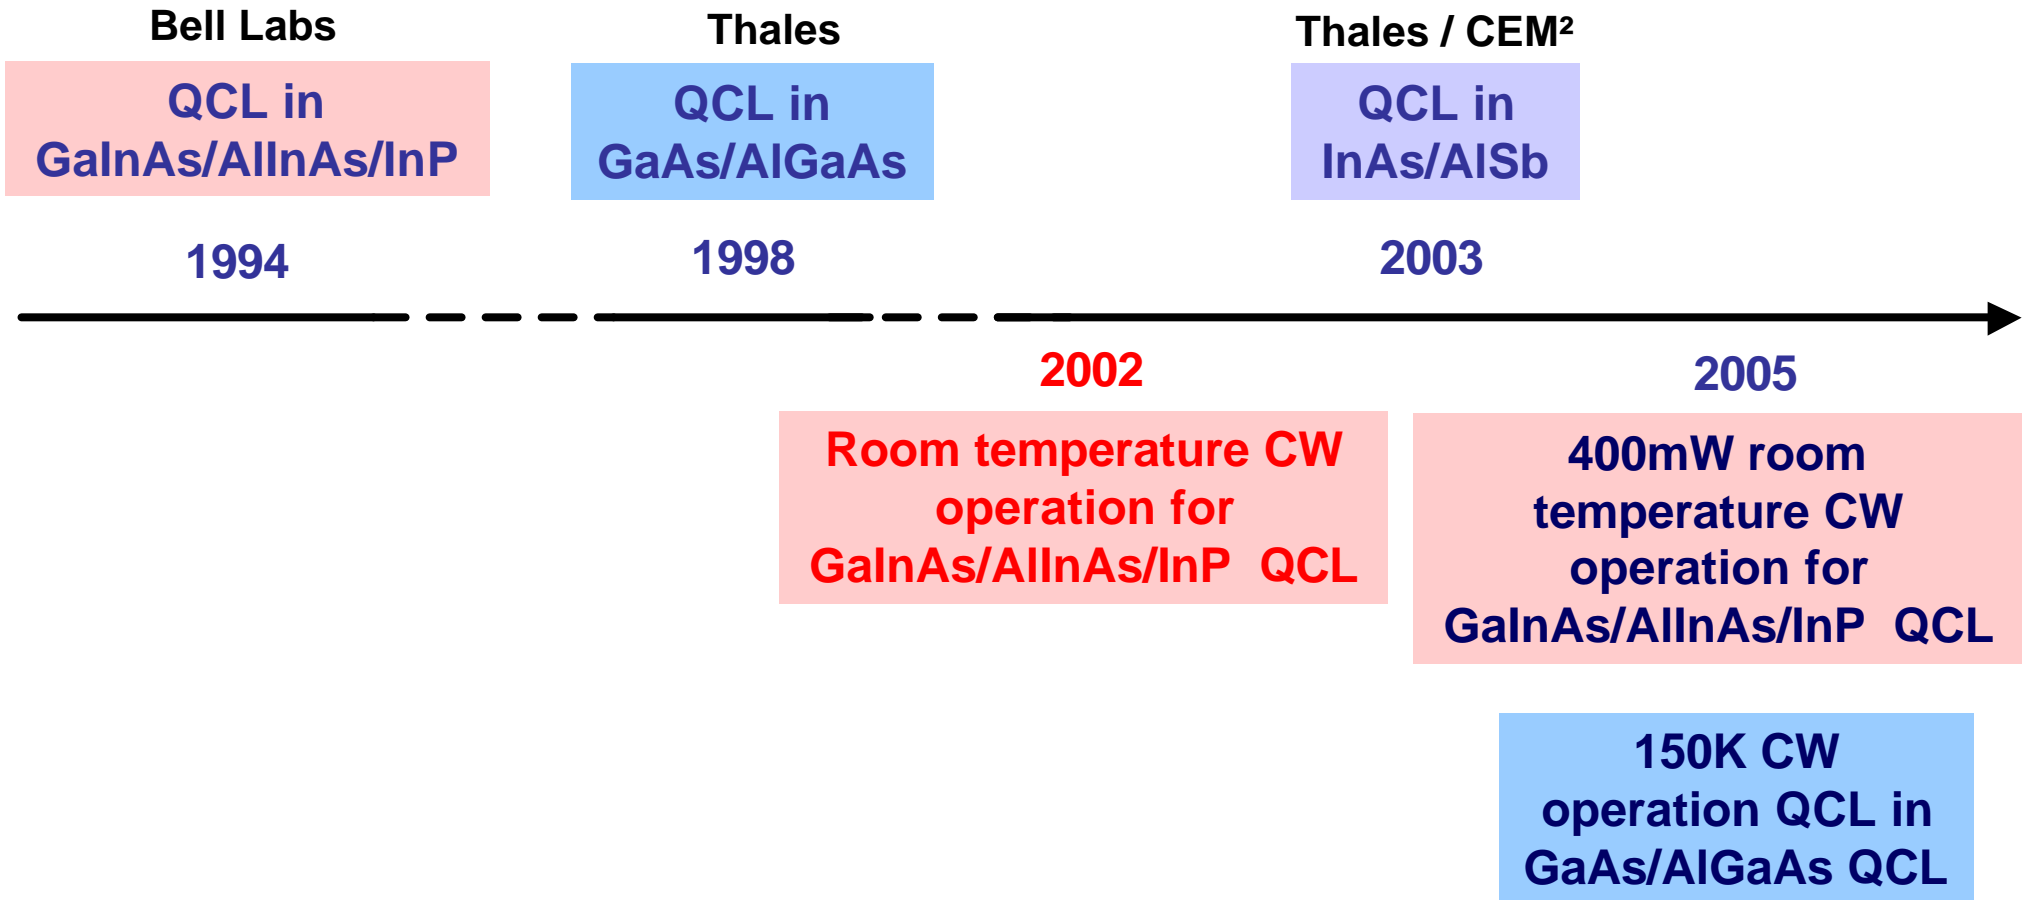 Bell Labs
QCL in
GaInAs/AlInAs/InP
1994
Thales
QCL in
GaAs/AlGaAs
1998
Thales / CEM²
QCL in
InAs/AlSb
2003
2002
Room temperature CW
operation for
GaInAs/AlInAs/InP QCL
2005
400mW room
temperature CW
operation for
GaInAs/AlInAs/InP QCL
150K CW
operation QCL in
GaAs/AlGaAs QCL